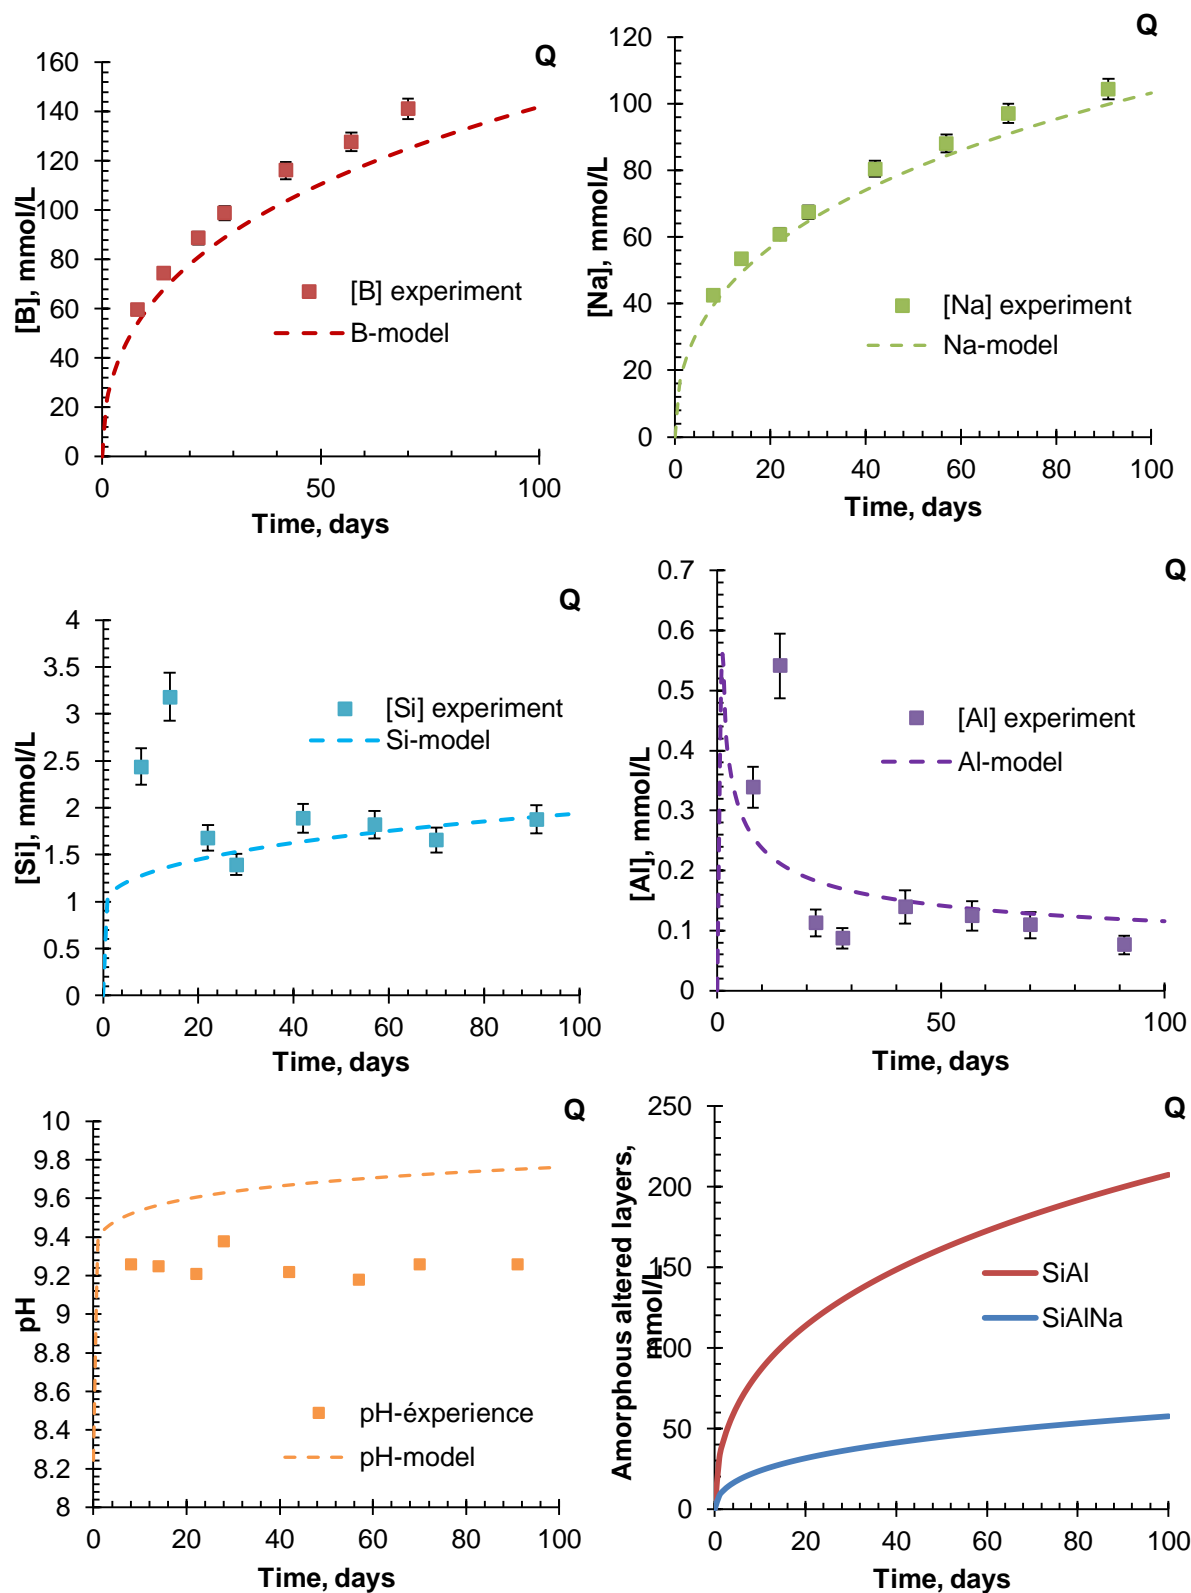 Q
160
140
120
100
80
60
40
20
0
[B], mmol/L
[B] experiment
B-model
0 50 100
Time, days
Q
120
100
80
60
40
20
0
[Na], mmol/L
[Na] experiment
Na-model
0 20 40 60 80 100
Time, days
Q
4
3.5
3
2.5
2
1.5
1
0.5
0
[Si], mmol/L
[Si] experiment
Si-model
0 20 40 60 80 100
Time, days
Q
0.7
0.6
0.5
0.4
0.3
0.2
0.1
0
[Al], mmol/L
[Al] experiment
Al-model
0 50 100
Time, days
Q
10
9.8
9.6
9.4
9.2
9
8.8
8.6
8.4
8.2
8
pH
pH-éxpérience
pH-model
0 20 40 60 80 100
Time, days
Q
250
200
150
100
50
0
Amorphous altered layers,
mmol/L
SiAl
SiAlNa
0 20 40 60 80 100
Time, days